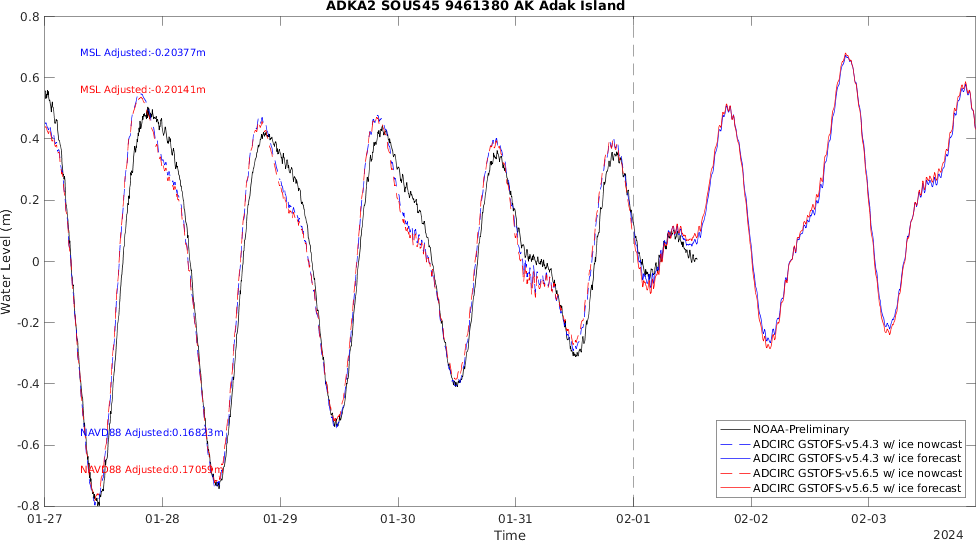 ADKA2 SOUS45 9461380 AK Adak Island
MSL Adjusted:-0.20377m
MSL Adjusted:-0.20141m
NAVD88 Adjusted:0.16823m
NAVD88 Adjusted:0.17059m
Water Level (m)
0.8
0.6
0.4
0.2
0
-0.2
-0.4
-0.6
-0.8
01-27
01-28
01-29
01-30
01-31
02-01
02-02
02-03
Time
2024
NOAA-Preliminary
ADCIRC GSTOFS-v5.4.3 w/ ice nowcast
ADCIRC GSTOFS-v5.4.3 w/ ice forecast
ADCIRC GSTOFS-v5.6.5 w/ ice nowcast
ADCIRC GSTOFS-v5.6.5 w/ ice forecast